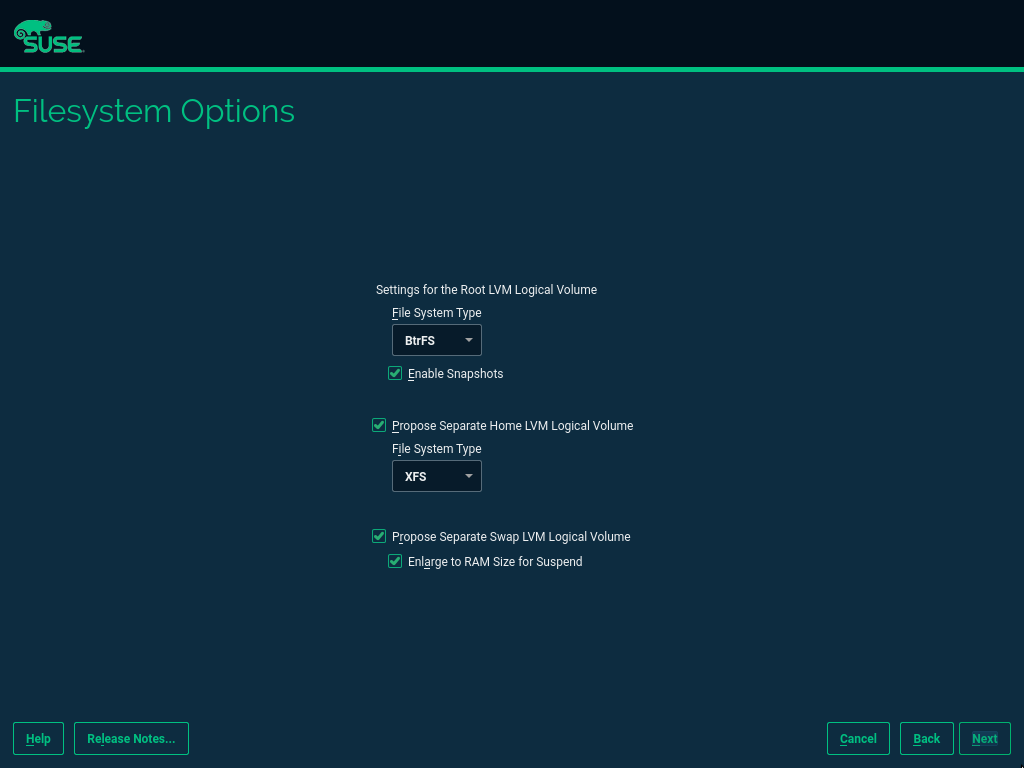 SUSE
Filesystem Options
Settings for the Root LVM Logical Volume
File System Type
BtrFS
Enable Snapshots
Propose Separate Home LVM Logical Volume
File System Type
XFS
Propose Separate Swap LVM Logical Volume
Enlarge to RAM Size for Suspend
Help Release Notes... Cancel Back Next